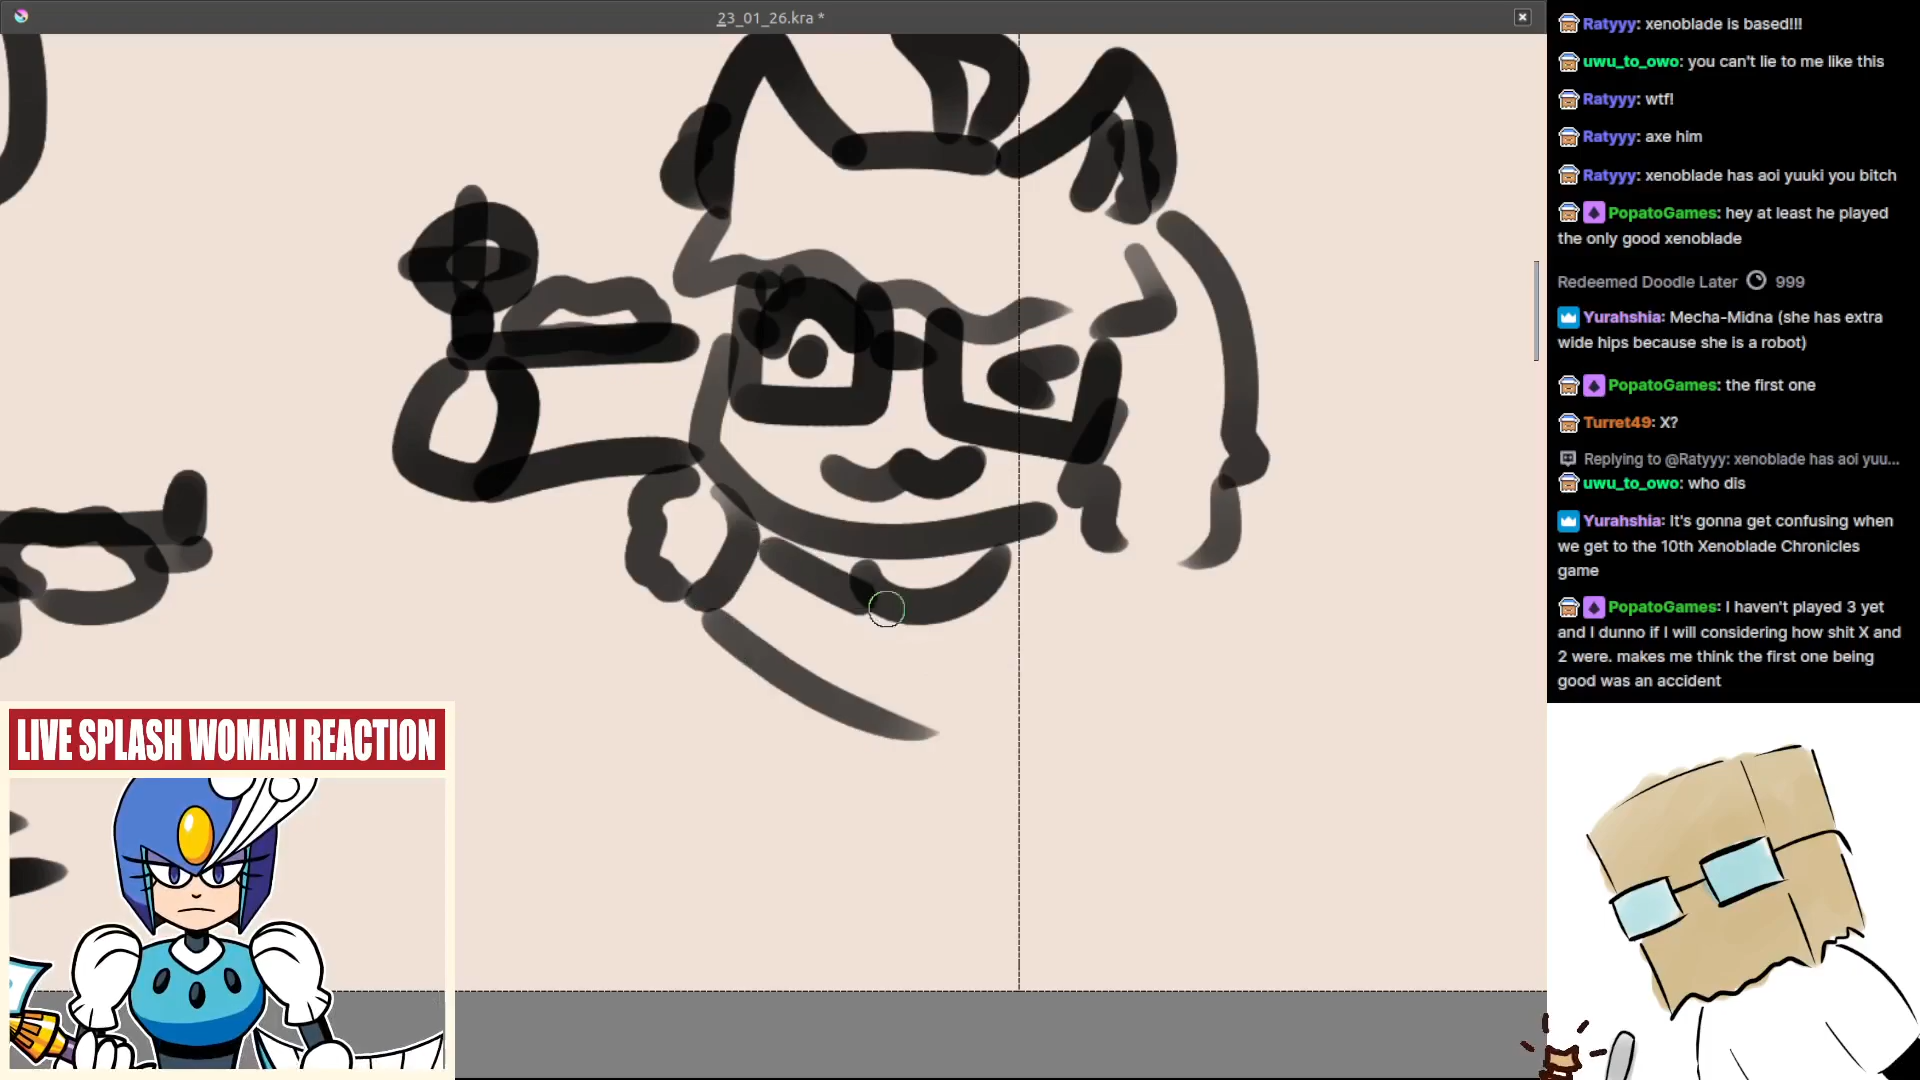 23_01_26.kra *
Ratyyy: xenoblade is based!!!
uwu_to_owo: you can't lie to me like this
Ratyyy: wtf!
Ratyyy: axe him
Ratyyy: xenoblade has aoi yuuki you bitch
PopatoGames: hey at least he played
the only good xenoblade
Redeemed Doodle Later 999
Yurahshia: Mecha-Midna (she has extra
wide hips because she is a robot)
PopatoGames: the first one
Turret49: X?
Replying to @Ratyyy: xenoblade has aoi yuu...
uwu_to_owo: who dis
Yurahshia: It's gonna get confusing when
we get to the 10th Xenoblade Chronicles
game
PopatoGames: I haven't played 3 yet
and I dunno if I will considering how shit X and
2 were. makes me think the first one being
good was an accident
LIVE SPLASH WOMAN REACTION